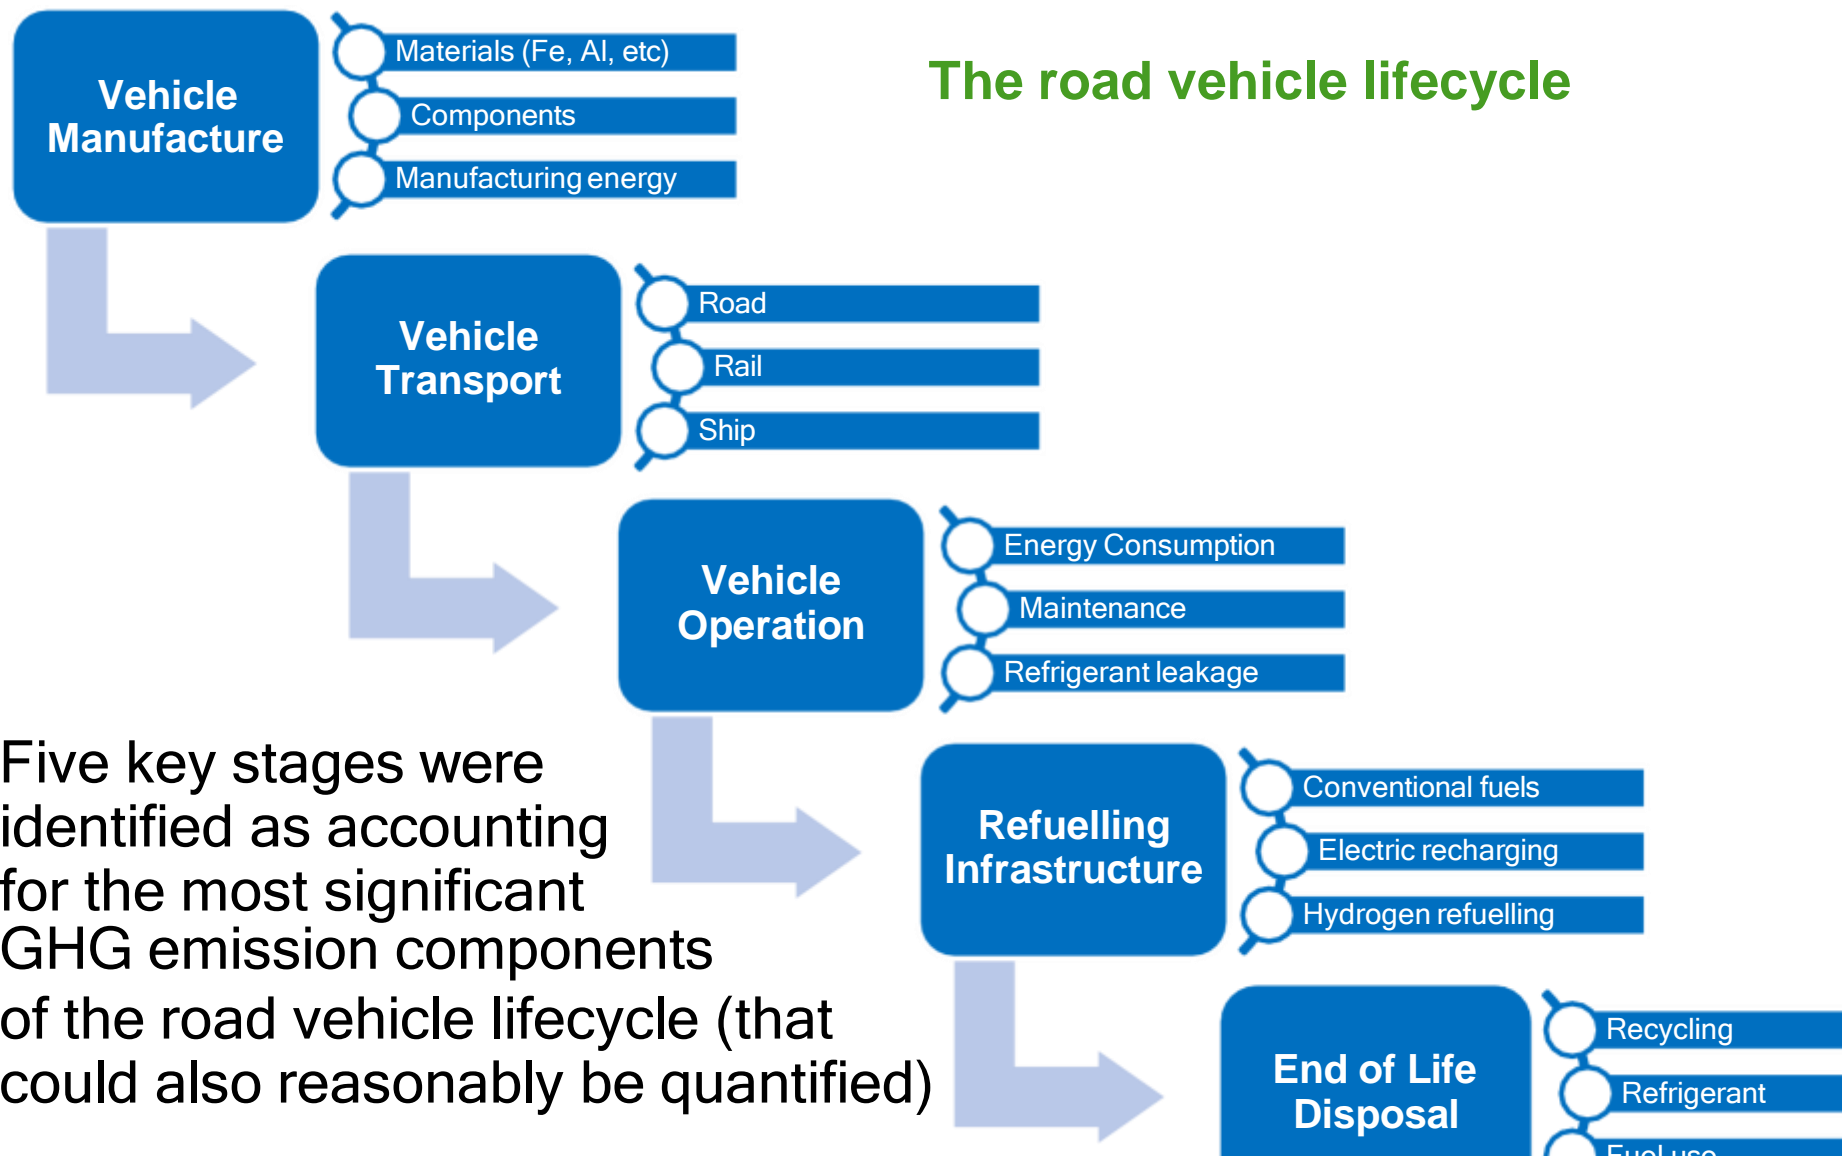 The road vehicle lifecycle
Vehicle
Manufacture
Materials (Fe, Al, etc)
Components
Manufacturing energy
Vehicle
Transport
Road
Rail
Ship
Vehicle
Operation
Energy Consumption
Maintenance
Refrigerant leakage
Refuelling
Infrastructure
Conventional fuels
Electric recharging
Hydrogen refuelling
End of Life
Disposal
Recycling
Refrigerant
Fuel use
Five key stages were
identified as accounting
for the most significant
GHG emission components
of the road vehicle lifecycle (that
could also reasonably be quantified)